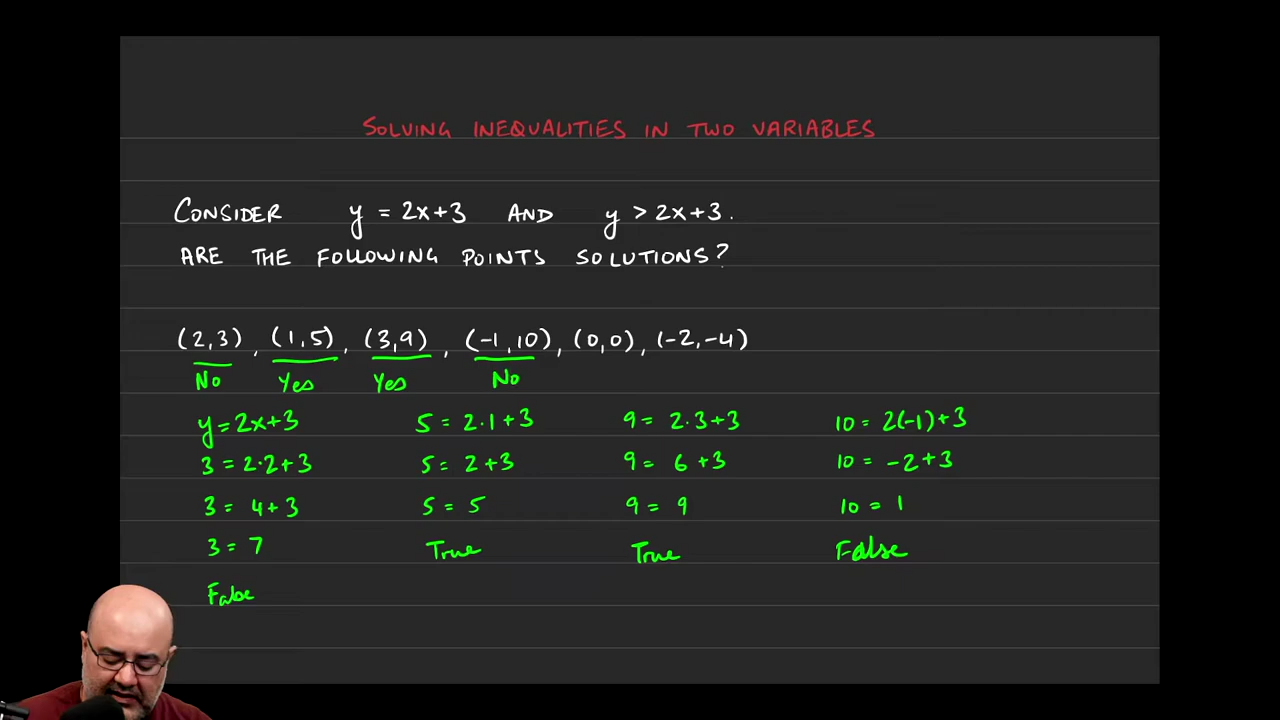 SOLVING INEQUALITIES IN TWO VARIABLES
CONSIDER y = 2x+3 AND y > 2x+3.
ARE THE FOLLOWING POINTS SOLUTIONS?
(2,3), (1,5), (3,9), (-1,10), (0,0), (-2,-4)
No Yes Yes No
y=2x+3 5 = 2·1+3 9 = 2·3+3 10 = 2(-1)+3
3 = 2·2+3 5 = 2+3 9 = 6+3 10 = -2+3
3 = 4+3 5 = 5 9 = 9 10 = 1
3 = 7 True True False
False